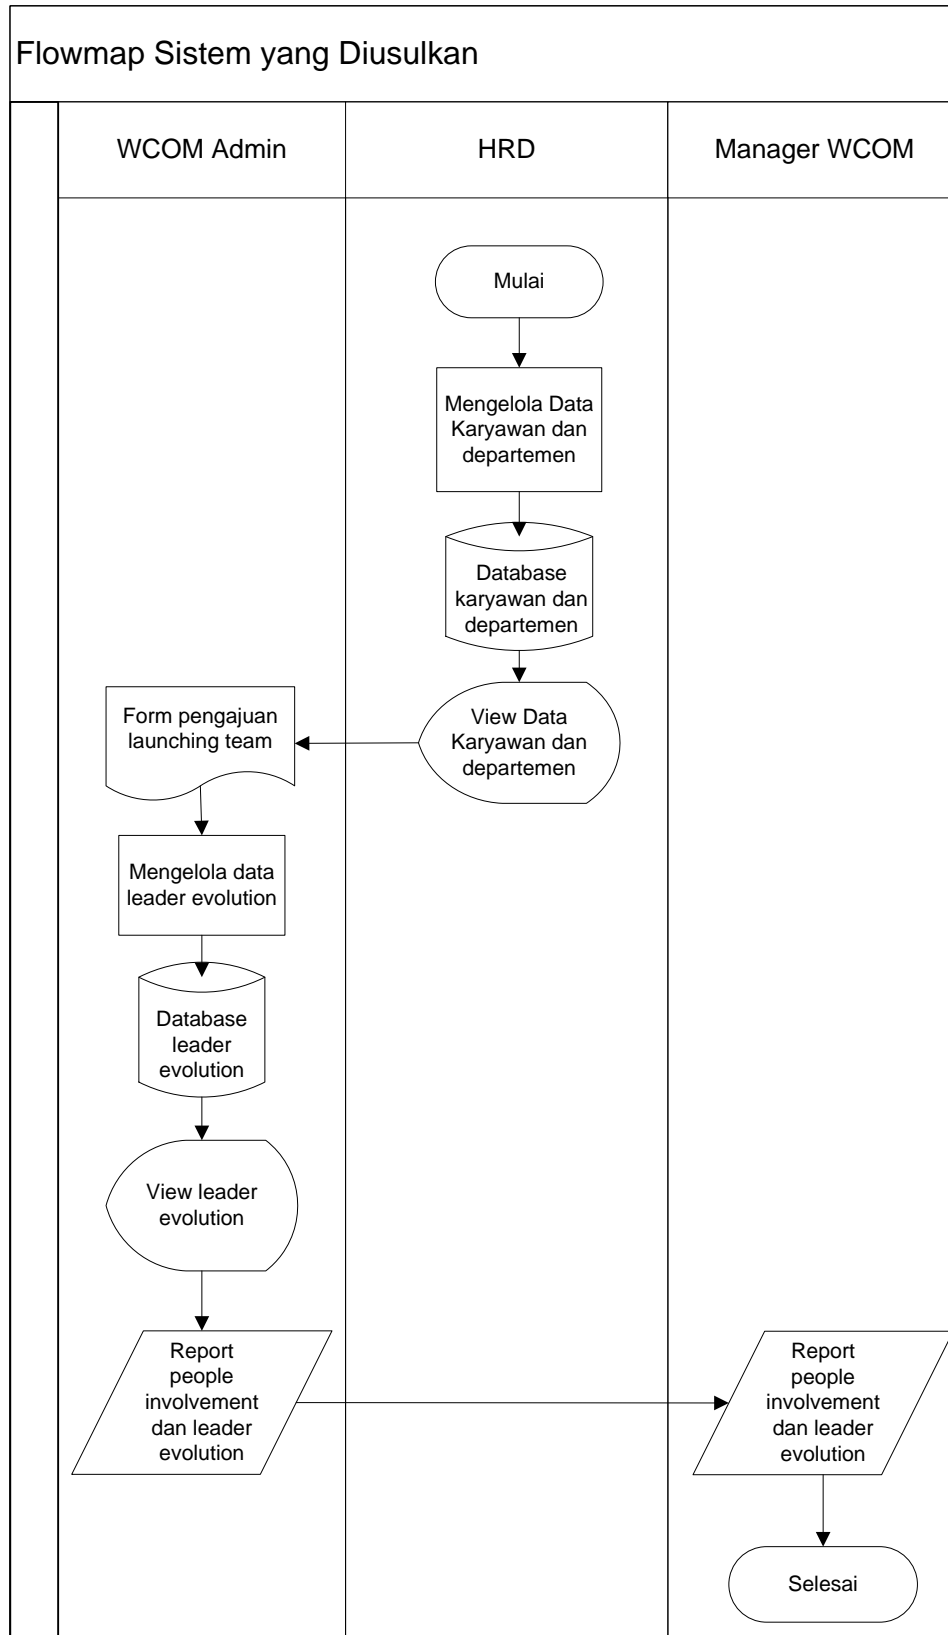 Flowmap Sistem yang Diusulkan
WCOM Admin
HRD
Manager WCOM
Mulai
Mengelola Data
Karyawan dan
departemen
Database
karyawan dan
departemen
View Data
Karyawan dan
departemen
Form pengajuan
launching team
Mengelola data
leader evolution
Database
leader
evolution
View leader
evolution
Report
people
involvement
dan leader
evolution
Report
people
involvement
dan leader
evolution
Selesai